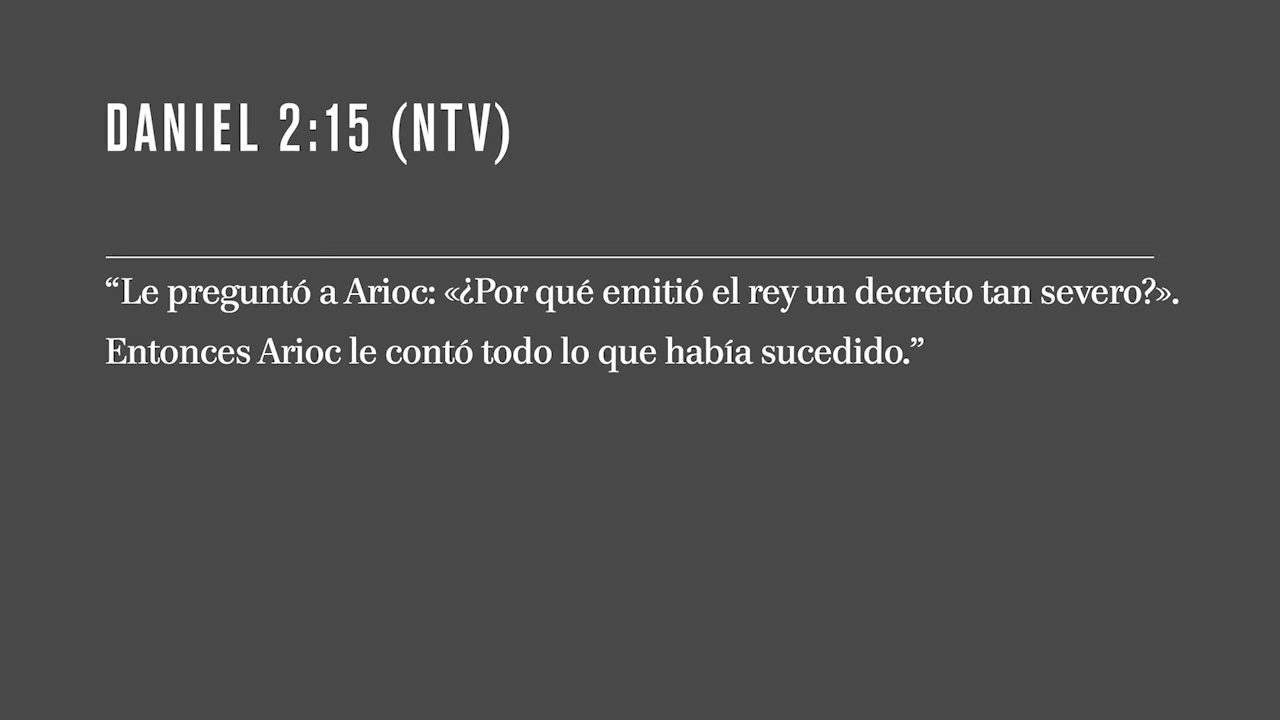 DANIEL 2:15 (NTV)
“Le preguntó a Arioc: «¿Por qué emitió el rey un decreto tan severo?».
Entonces Arioc le contó todo lo que había sucedido.”